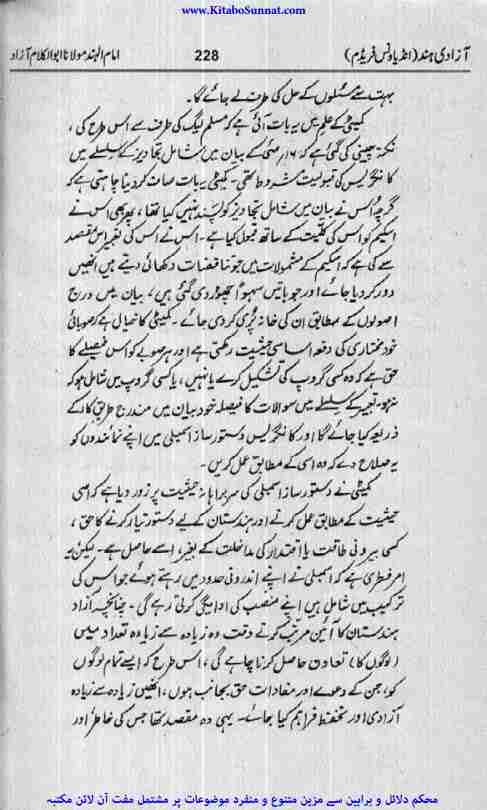 www.KitaboSunnat.com
آزادی ہند (انڈیا ونس فریڈم) 228 امام الہند مولانا ابوالکلام آزاد
بہت سے مسئلوں کے حل کی طرف لے جائے گا۔
کمیٹی کے علم میں یہ بات آئی ہے کہ مسلم لیگ کی طرف سے اس طرح کی
نکتہ چینی کی گئی ہے کہ ۱۶ مئی کے بیان میں شامل تجاویز کے سلسلے میں
کانگریس کی قبولیت مشروط تھی۔ کمیٹی یہ بات صاف کر دینا چاہتی ہے کہ
گرچہ اُس نے بیان میں شامل تجاویز کو پسند نہیں کیا تھا، پھر بھی اس نے
اسکیم کو اس کی کلیت کے ساتھ قبول کیا ہے۔ اس نے اس کی تعبیر اس مقصد
سے کی ہے کہ اسکیم کے مشمولات میں جو تناقضات دکھائی دیتے ہیں انھیں
دور کر دیا جائے اور جو باتیں سہواً چھوڑ دی گئی ہیں، بیان میں درج
اصولوں کے مطابق ان کی خانہ پُری کر دی جائے۔ کمیٹی کا خیال ہے کہ صوبائی
خود مختاری کی دفعہ اساسی حیثیت رکھتی ہے اور ہر صوبے کو اس فیصلے کا
حق ہے کہ وہ کسی گروپ کی تشکیل کرے یا نہیں، یا کسی گروپ میں شامل ہو کہ
نہ ہو۔ تعبیر کے سلسلے میں سوالات کا فیصلہ خود بیان میں مندرج طریقِ کار کے
ذریعہ کیا جائے گا اور کانگریس دستور ساز اسمبلی میں اپنے نمائندوں کو
یہ صلاح دے گی کہ وہ اسی کے مطابق عمل کریں۔
کمیٹی نے دستور ساز اسمبلی کی سربراہانہ حیثیت پر زور دیا ہے کہ اسی
حیثیت کے مطابق عمل کرنے اور ہندستان کے لیے دستور تیار کرنے کا حق،
کسی بیرونی طاقت یا اقتدار کی مداخلت کے بغیر، اسے حاصل ہے۔ لیکن یہ
امر فطری ہے کہ اسمبلی نے اپنے اندرونی حدود میں رہتے ہوئے جو اس کی
ترکیب میں شامل ہیں اپنے منصب کی ادائیگی کرتی رہے گی۔ چنانچہ آزاد
ہندستان کا آئین مرتب کرتے وقت وہ زیادہ سے زیادہ تعداد میں
(لوگوں کا) تعاون حاصل کرنا چاہے گی، اس طرح کہ ایسے تمام لوگوں
کو، جن کے دعوے اور مفادات حق بجانب ہوں، انھیں زیادہ سے زیادہ
آزادی اور تحفظ فراہم کیا جائے۔ یہی وہ مقصد تھا جس کی خاطر اور
محکم دلائل و براہین سے مزین متنوع و منفرد موضوعات پر مشتمل مفت آن لائن مکتبہ